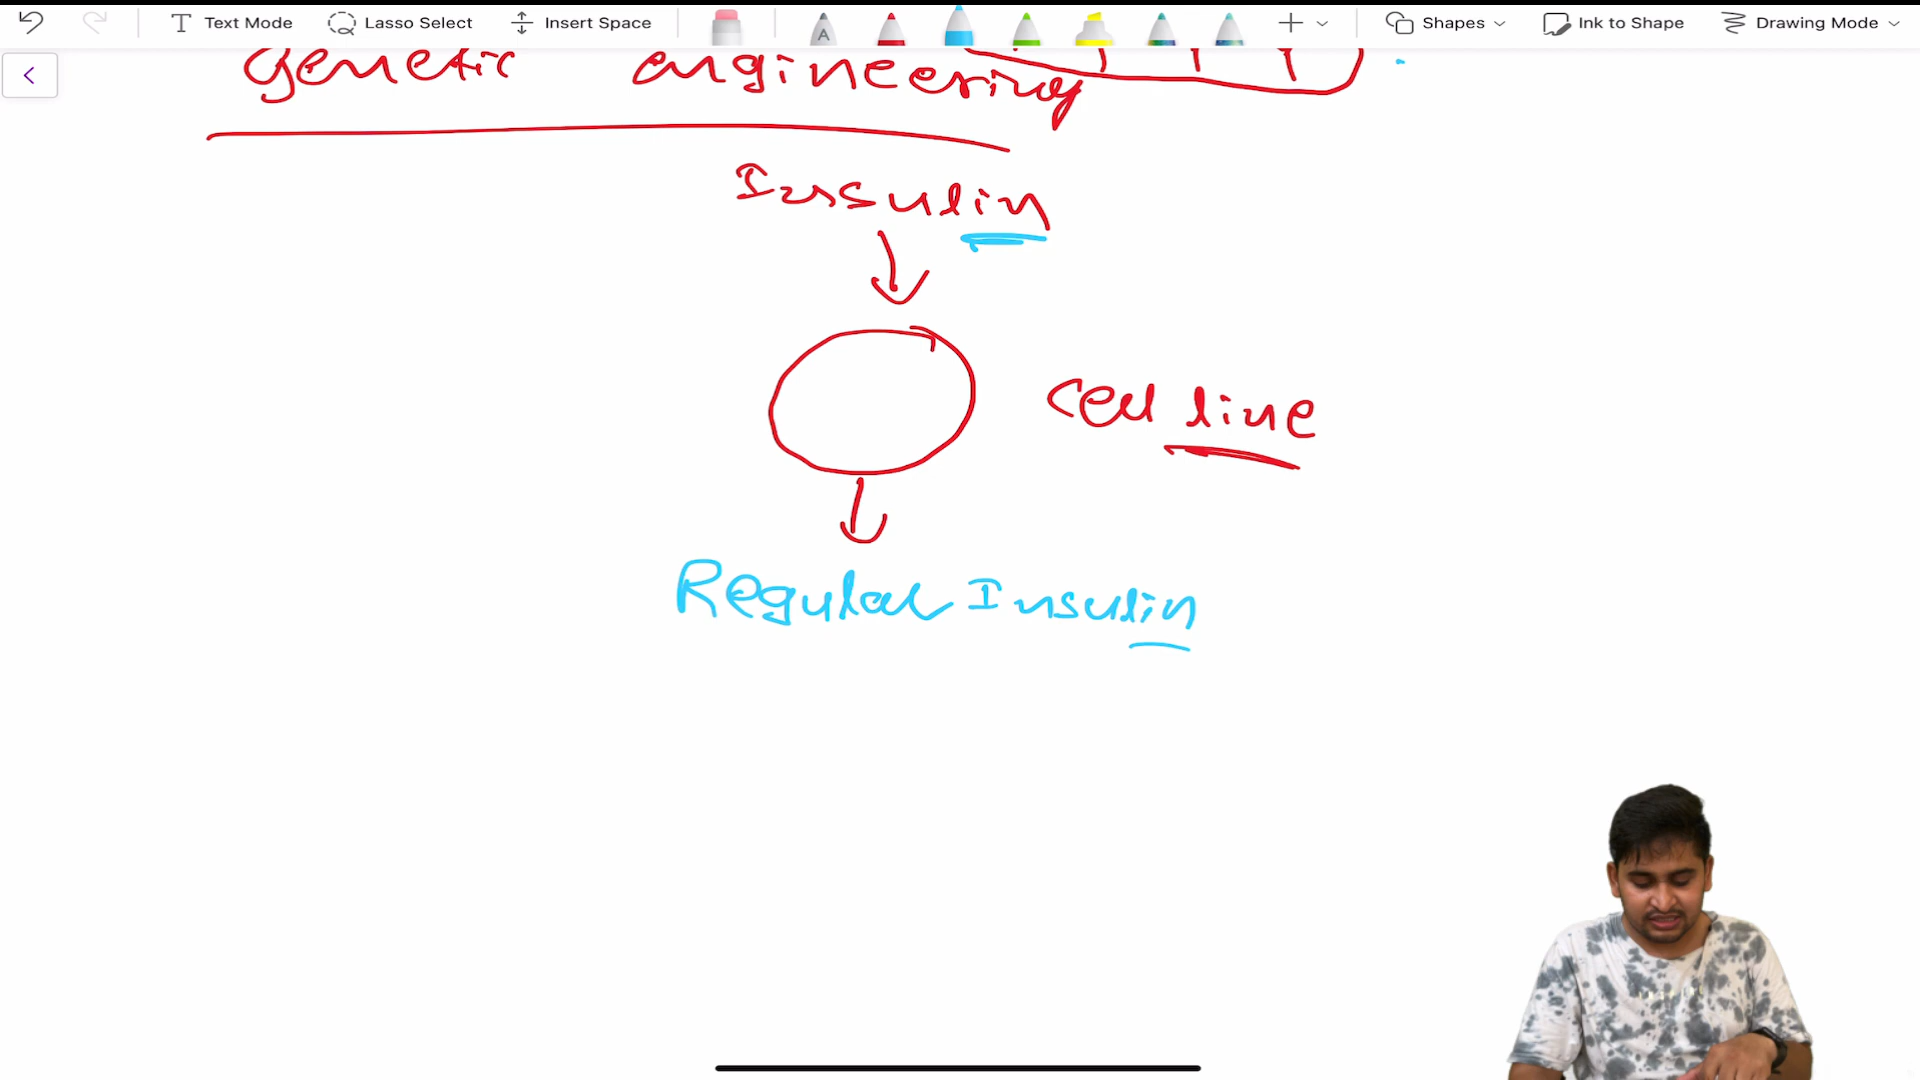 Text Mode Lasso Select Insert Space A Shapes Ink to Shape Drawing Mode
genetic engineering
Insulin
cell line
Regular Insulin